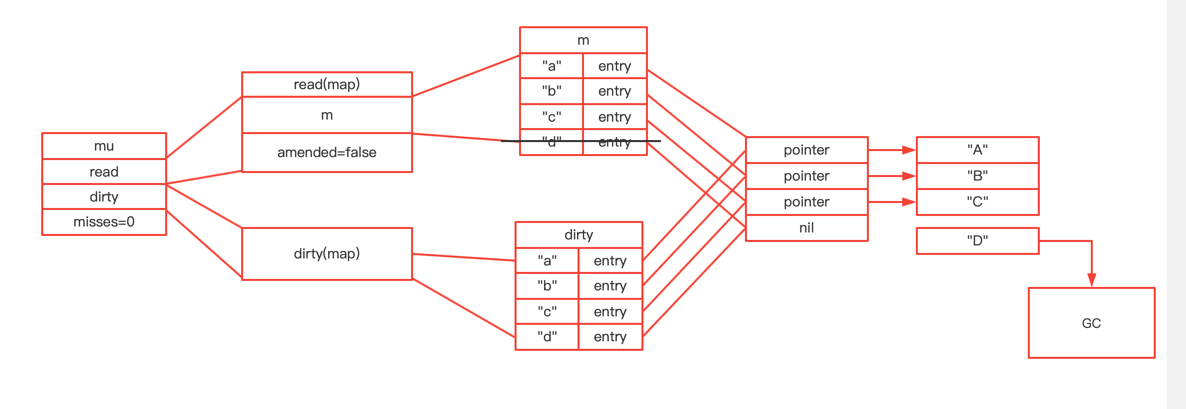 mu
read
dirty
misses=0
read(map)
m
amended=false
dirty(map)
m
"a" entry
"b" entry
"c" entry
"d" entry
dirty
"a" entry
"b" entry
"c" entry
"d" entry
pointer
pointer
pointer
nil
"A"
"B"
"C"
"D"
GC